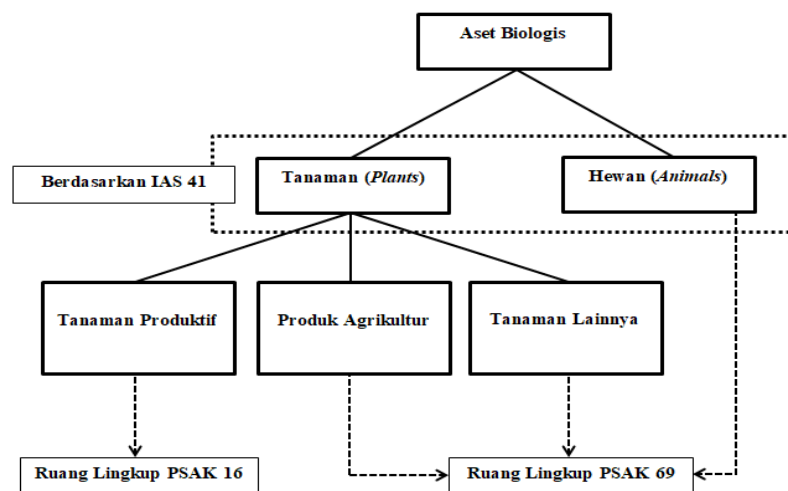 Aset Biologis
Berdasarkan IAS 41
Tanaman (Plants)
Hewan (Animals)
Tanaman Produktif
Produk Agrikultur
Tanaman Lainnya
Ruang Lingkup PSAK 16
Ruang Lingkup PSAK 69